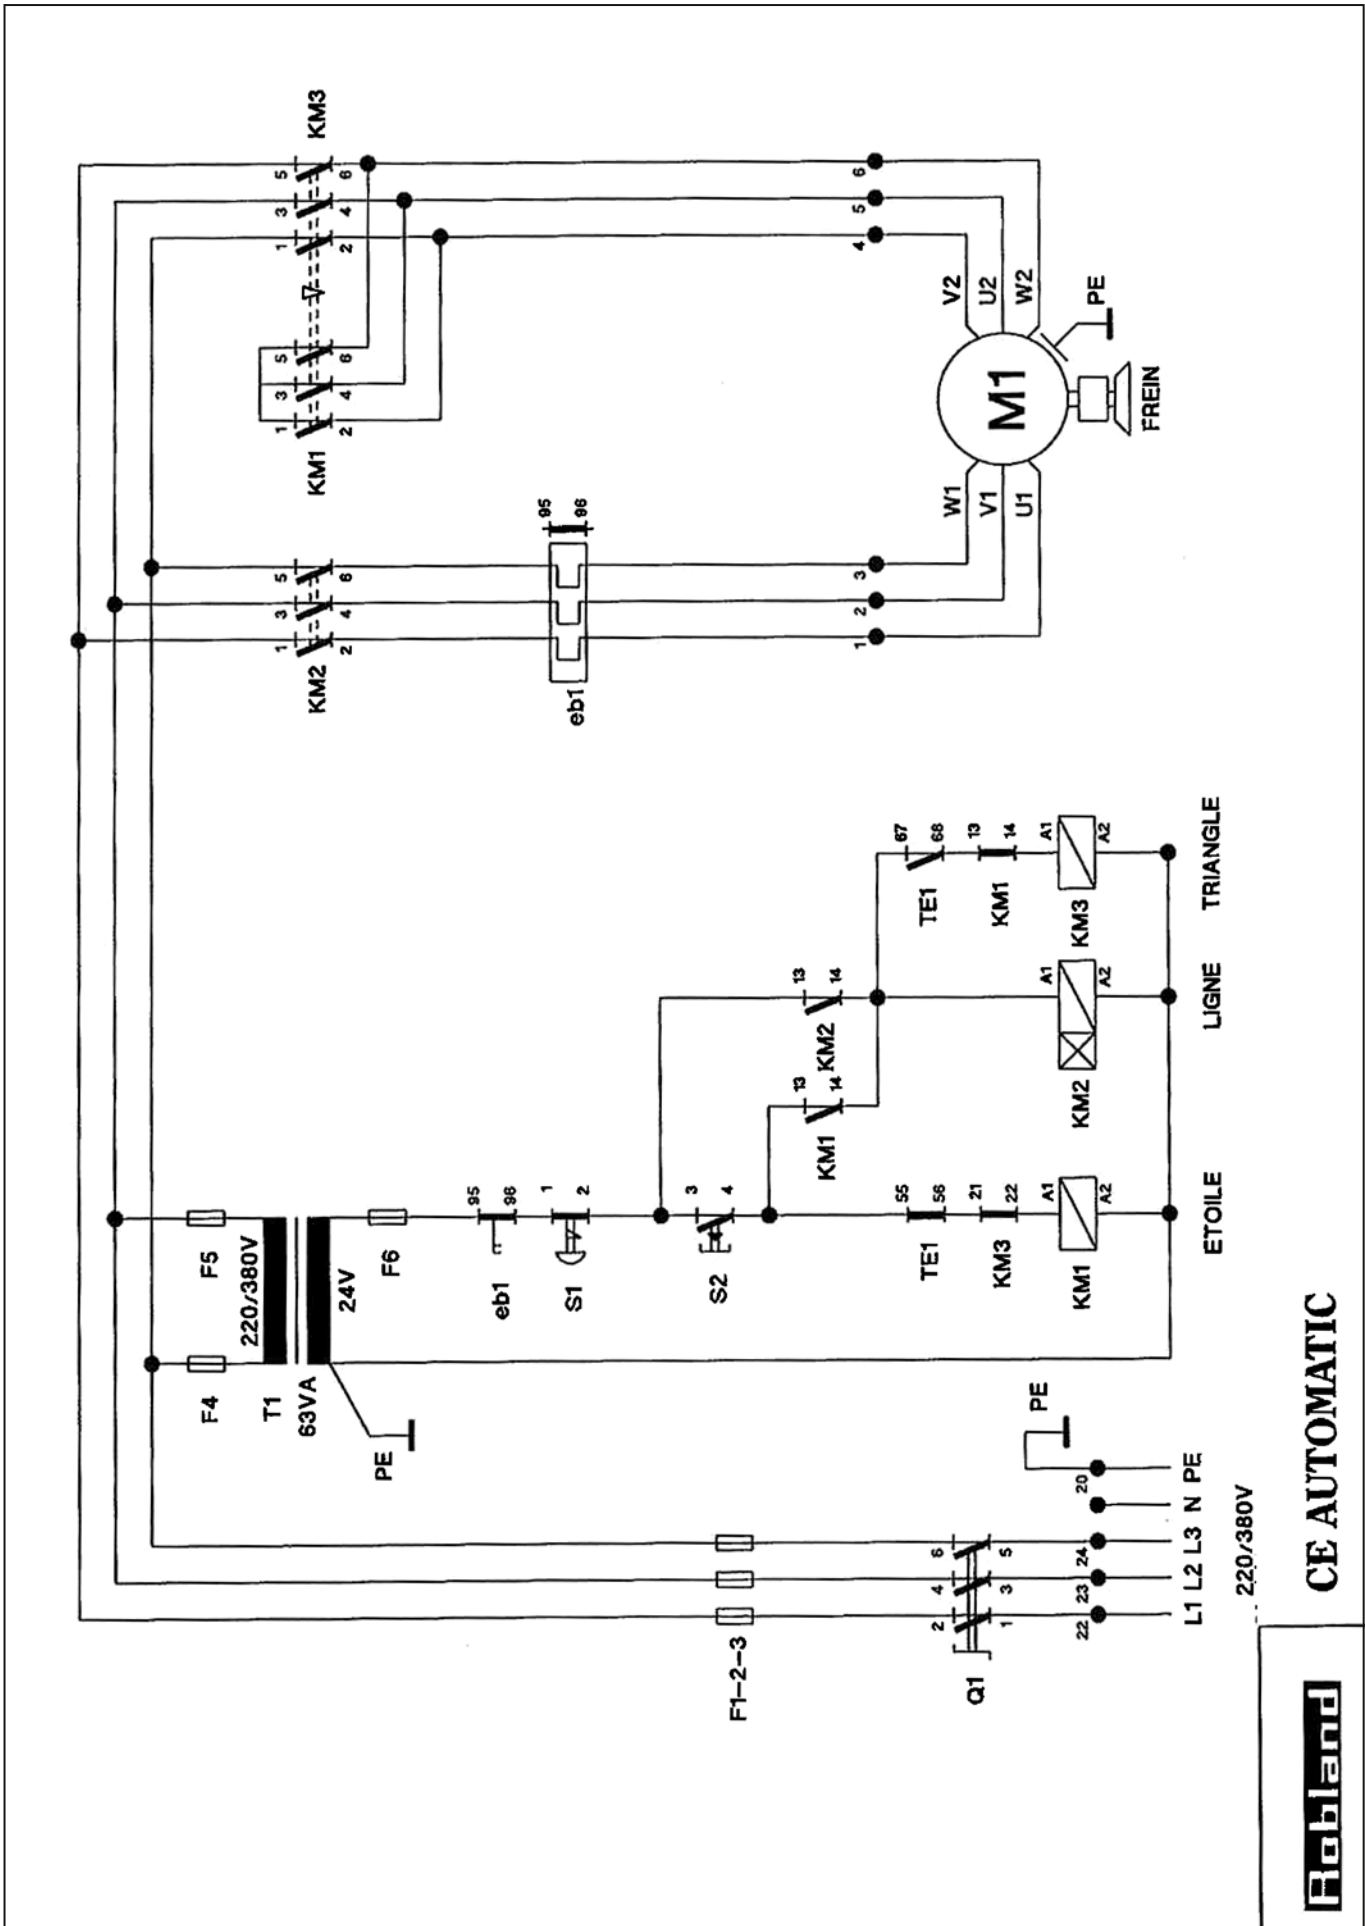 Robland
CE AUTOMATIC
220/380V
L1 L2 L3 N PE
22 23 24 20
PE
Q1
2 4 6
1 3 5
F1-2-3
F4
F5
T1
220/380V
63VA
24V
PE
F6
eb1
95
96
S1
1
2
S2
3
4
TE1
55
56
KM3
21
22
KM1
A1
A2
ETOILE
KM1
13
14
KM2
13
14
KM2
A1
A2
LIGNE
TE1
67
68
KM1
13
14
KM3
A1
A2
TRIANGLE
KM2
1 3 5
2 4 6
eb1
95
96
1 2 3
KM1
1 3 5
2 4 6
KM3
1 3 5
2 4 6
4 5 6
W1
V1
U1
M1
V2
U2
W2
PE
FREIN